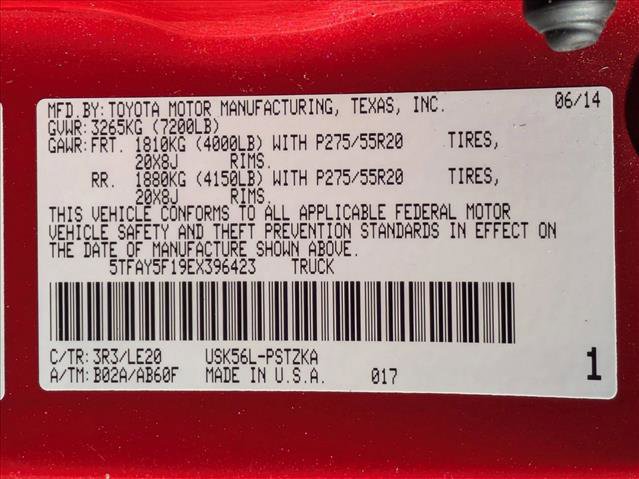 MFD.BY: TOYOTA MOTOR MANUFACTURING, TEXAS, INC. 06/14
GVWR: 3265KG (7200LB)
GAWR: FRT. 1810KG (4000LB) WITH P275/55R20 TIRES,
20X8J RIMS.
RR. 1880KG (4150LB) WITH P275/55R20 TIRES,
20X8J RIMS.
THIS VEHICLE CONFORMS TO ALL APPLICABLE FEDERAL MOTOR
VEHICLE SAFETY AND THEFT PREVENTION STANDARDS IN EFFECT ON
THE DATE OF MANUFACTURE SHOWN ABOVE.
5TFAY5F19EX396423 TRUCK
C/TR: 3R3/LE20 USK56L-PSTZKA
A/TM: B02A/AB60F MADE IN U.S.A. 017 1